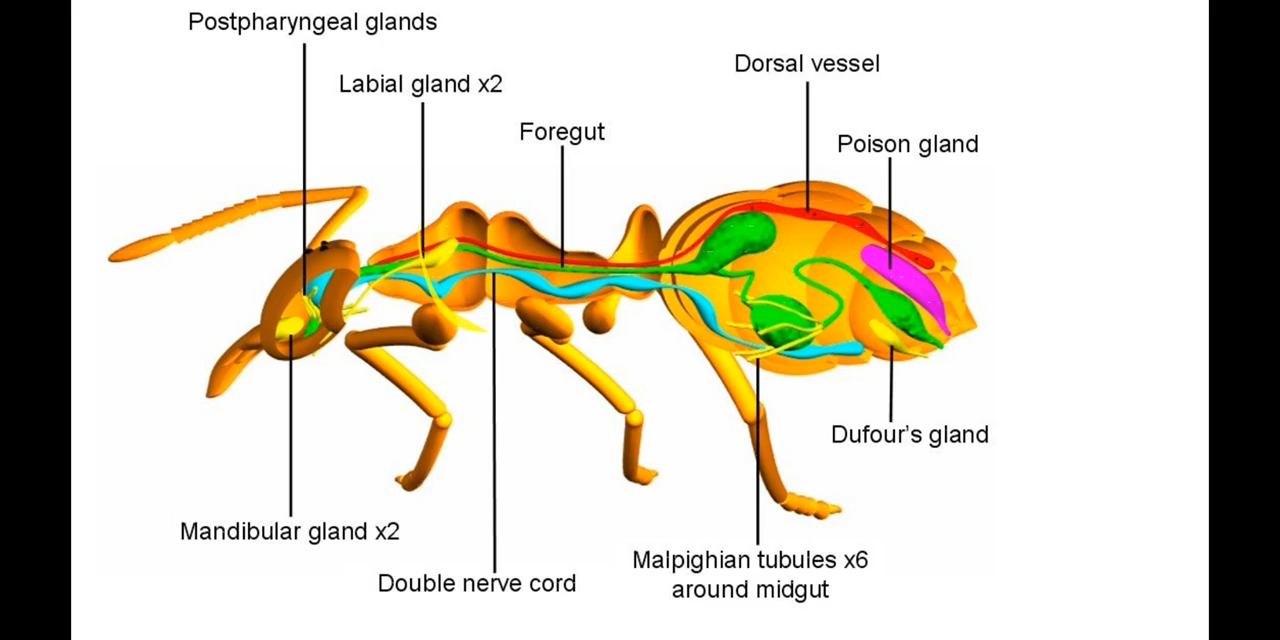 Postpharyngeal glands
Labial gland x2
Foregut
Dorsal vessel
Poison gland
Dufour’s gland
Mandibular gland x2
Double nerve cord
Malpighian tubules x6
around midgut